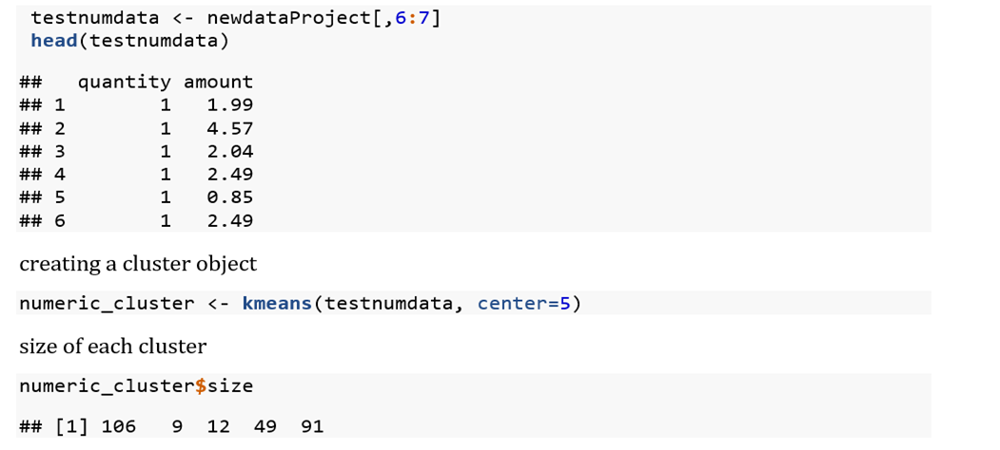 testnumdata <- newdataProject[,6:7]
head(testnumdata)
##   quantity amount
## 1        1   1.99
## 2        1   4.57
## 3        1   2.04
## 4        1   2.49
## 5        1   0.85
## 6        1   2.49
creating a cluster object
numeric_cluster <- kmeans(testnumdata, center=5)
size of each cluster
numeric_cluster$size
## [1] 106   9  12  49  91